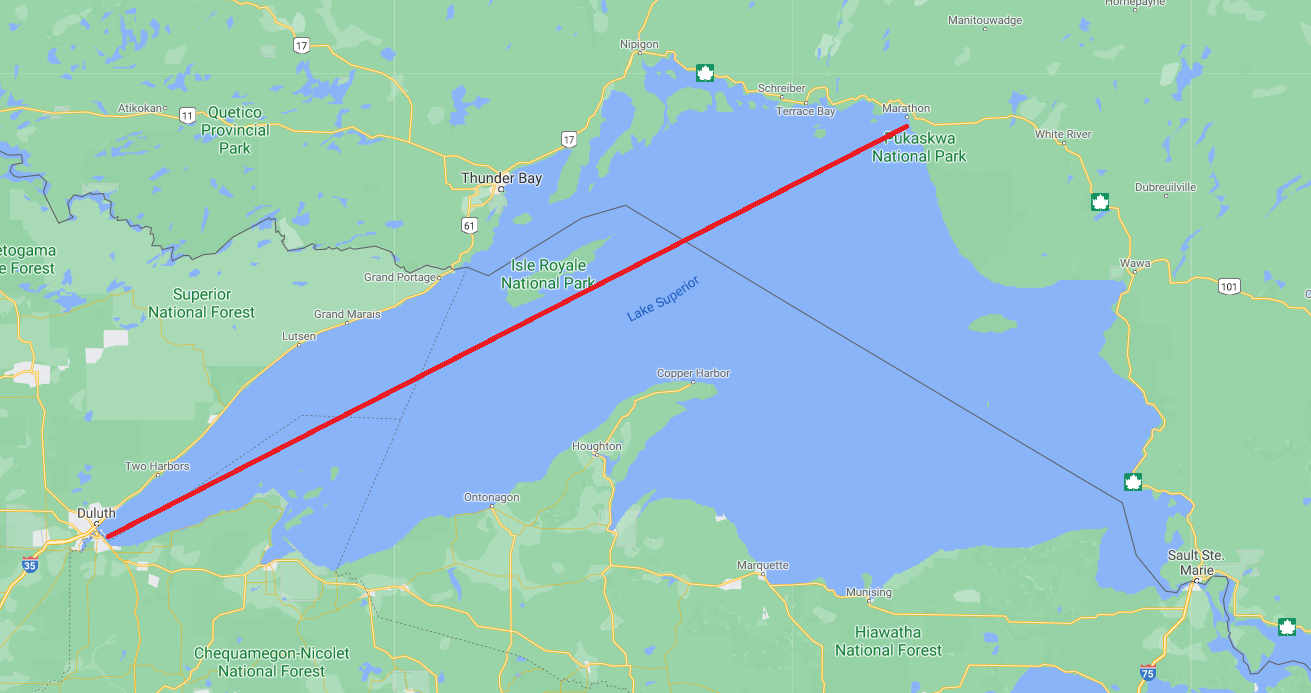 Hornepayne
Manitouwadge
17
Nipigon
Schreiber
Terrace Bay
Marathon
Atikokan
11
Quetico
Provincial
Park
17
White River
Pukaskwa
National Park
Thunder Bay
Dubreuilville
61
etogama
e Forest
Isle Royale
National Park
Grand Portage
Wawa
101
Lake Superior
Superior
National Forest
Grand Marais
Lutsen
Copper Harbor
Houghton
Two Harbors
Ontonagon
Duluth
35
Marquette
Munising
Sault Ste.
Marie
Hiawatha
National Forest
Chequamegon-Nicolet
National Forest
75